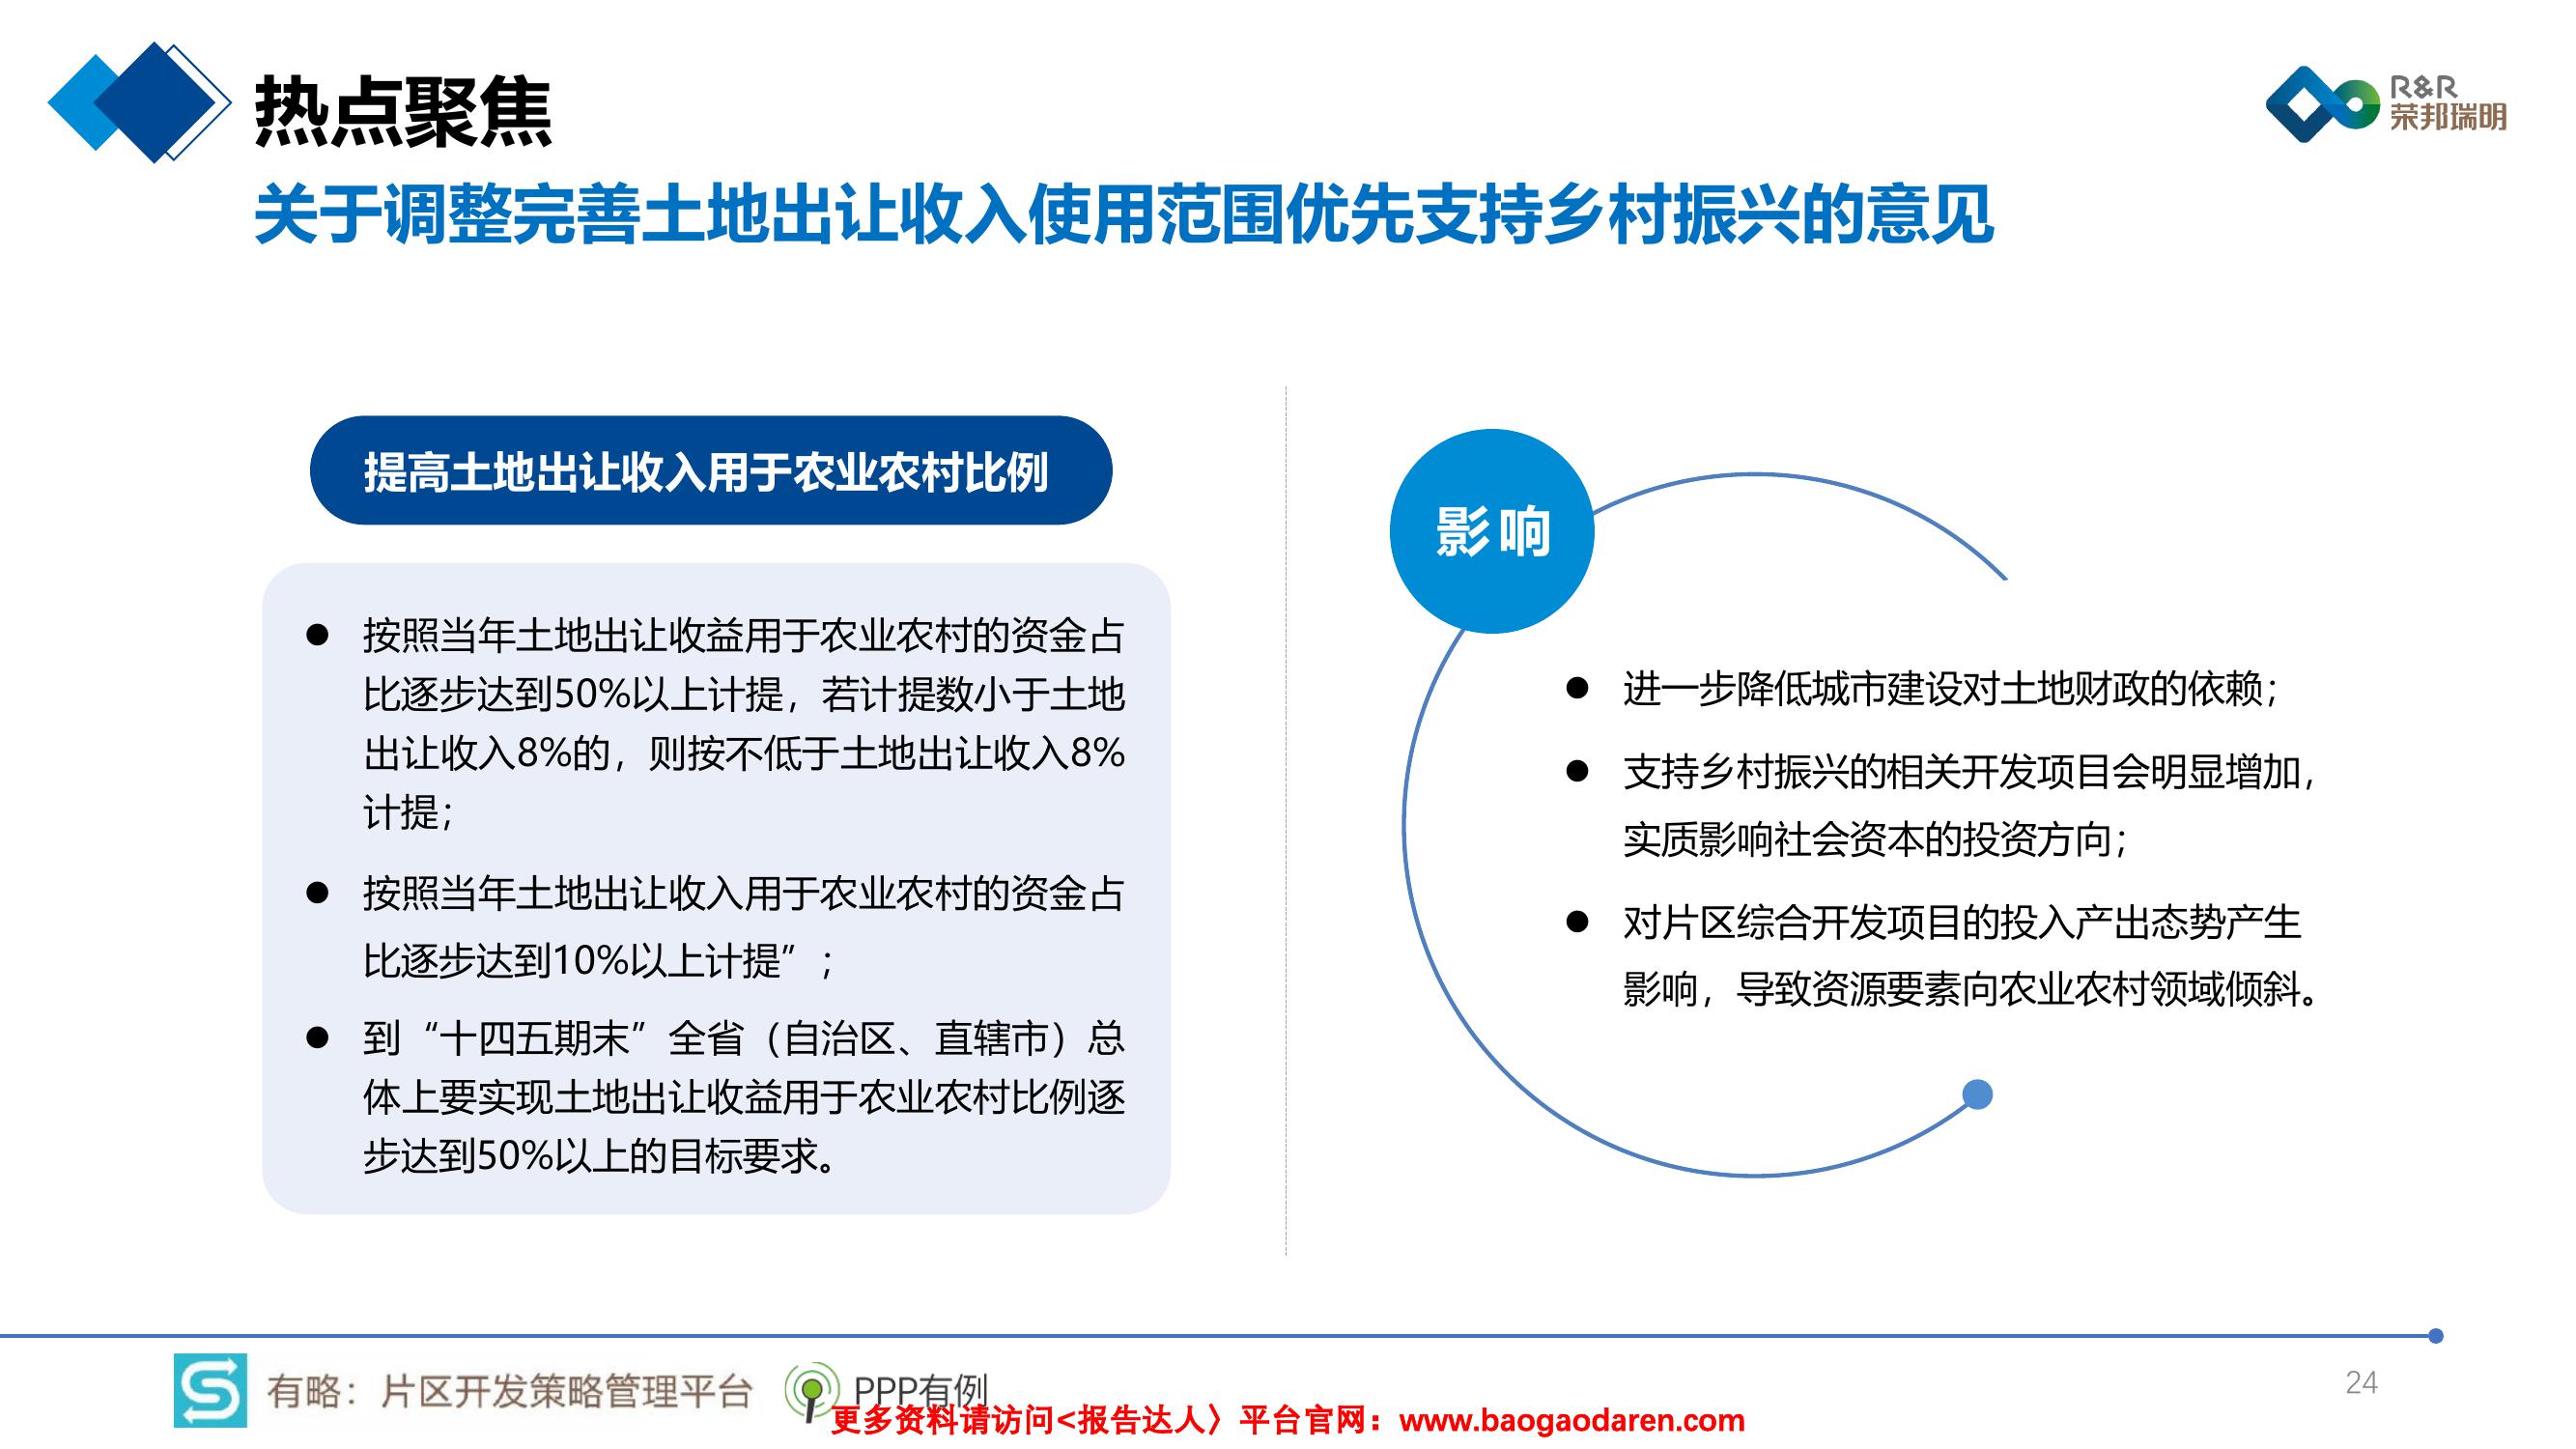 热点聚焦
R&R
荣邦瑞明
关于调整完善土地出让收入使用范围优先支持乡村振兴的意见
提高土地出让收入用于农业农村比例
● 按照当年土地出让收益用于农业农村的资金占
比逐步达到50%以上计提，若计提数小于土地
出让收入8%的，则按不低于土地出让收入8%
计提；
● 按照当年土地出让收入用于农业农村的资金占
比逐步达到10%以上计提”；
● 到“十四五期末”全省（自治区、直辖市）总
体上要实现土地出让收益用于农业农村比例逐
步达到50%以上的目标要求。
影响
● 进一步降低城市建设对土地财政的依赖；
● 支持乡村振兴的相关开发项目会明显增加，
实质影响社会资本的投资方向；
● 对片区综合开发项目的投入产出态势产生
影响，导致资源要素向农业农村领域倾斜。
有略：片区开发策略管理平台
PPP有例
更多资料请访问<报告达人〉平台官网：www.baogaodaren.com
24